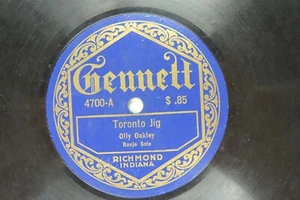 Gennett
4700-A $ .85
Toronto Jig
Olly Oakley
Banjo Solo
RICHMOND
INDIANA